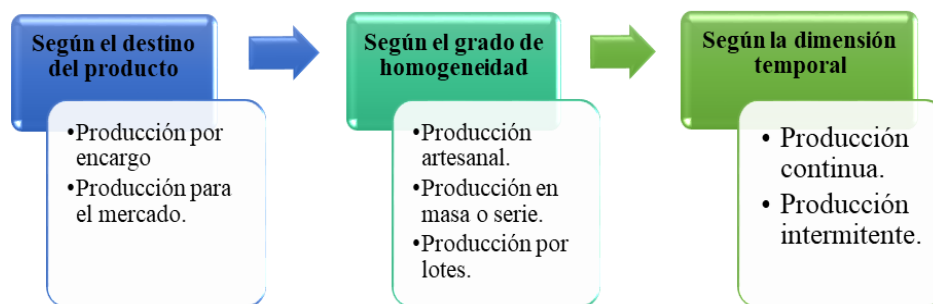 Según el destino
del producto
•Producción por
encargo
•Producción para
el mercado.
Según el grado de
homogeneidad
•Producción
artesanal.
•Producción en
masa o serie.
•Producción por
lotes.
Según la dimensión
temporal
• Producción
continua.
• Producción
intermitente.